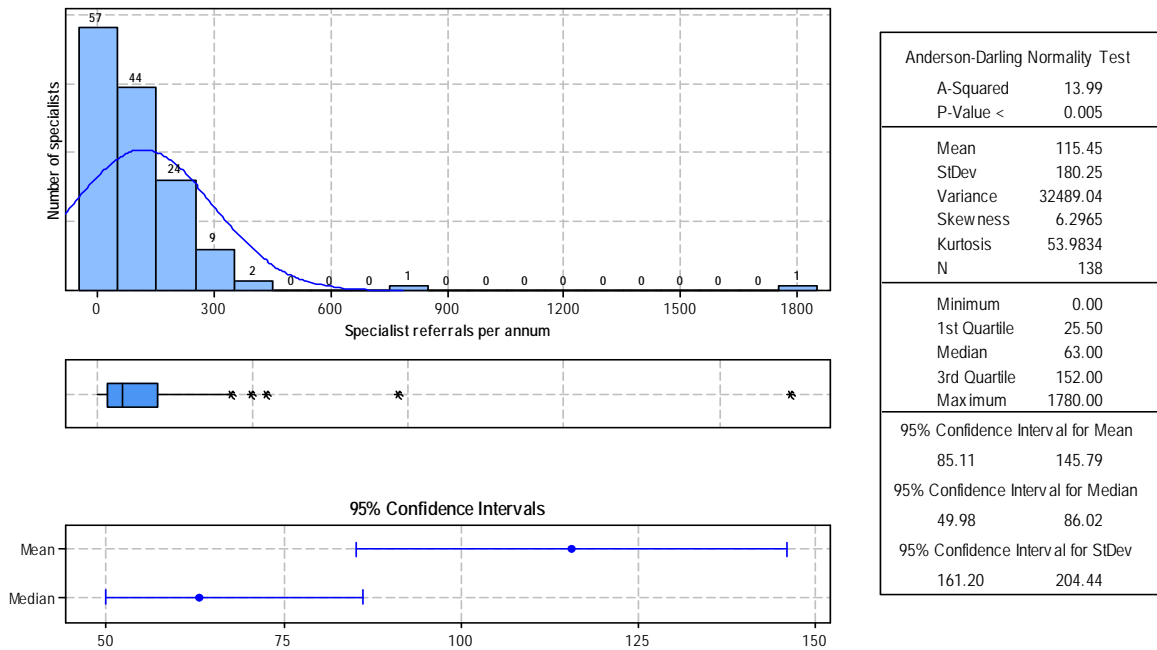 57
44
24
9
2
0
0
0
1
0
0
0
0
0
0
0
0
1
Number of specialists
0 300 600 900 1200 1500 1800
Specialist referrals per annum
95% Confidence Intervals
Mean
Median
50 75 100 125 150
Anderson-Darling Normality Test
A-Squared 13.99
P-Value < 0.005
Mean 115.45
StDev 180.25
Variance 32489.04
Skewness 6.2965
Kurtosis 53.9834
N 138
Minimum 0.00
1st Quartile 25.50
Median 63.00
3rd Quartile 152.00
Maximum 1780.00
95% Confidence Interval for Mean
85.11 145.79
95% Confidence Interval for Median
49.98 86.02
95% Confidence Interval for StDev
161.20 204.44